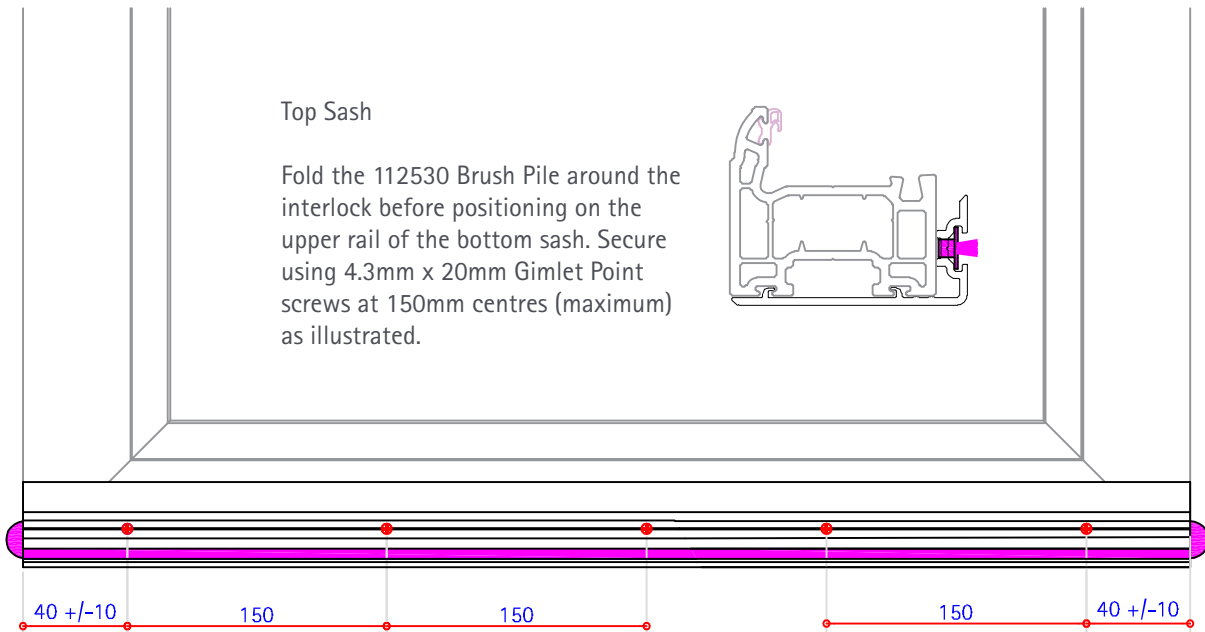 Top Sash
Fold the 112530 Brush Pile around the
interlock before positioning on the
upper rail of the bottom sash. Secure
using 4.3mm x 20mm Gimlet Point
screws at 150mm centres (maximum)
as illustrated.
40 +/-10
150
150
150
40 +/-10